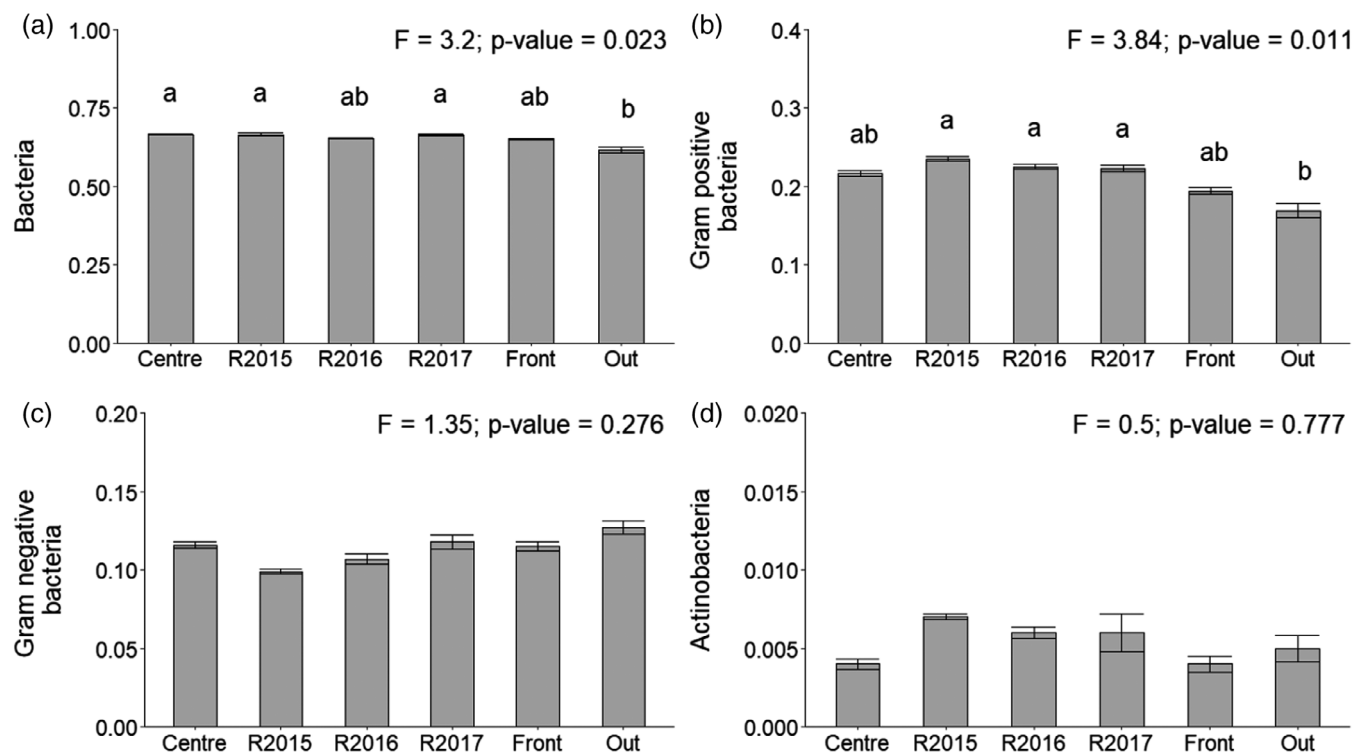 (a)
1.00
0.75
0.50
0.25
0.00
Bacteria
F = 3.2; p-value = 0.023
a a ab a ab b
Centre R2015 R2016 R2017 Front Out
(b)
0.4
0.3
0.2
0.1
0.0
Gram positive
bacteria
F = 3.84; p-value = 0.011
ab a a a ab b
Centre R2015 R2016 R2017 Front Out
(c)
0.20
0.15
0.10
0.05
0.00
Gram negative
bacteria
F = 1.35; p-value = 0.276
Centre R2015 R2016 R2017 Front Out
(d)
0.020
0.015
0.010
0.005
0.000
Actinobacteria
F = 0.5; p-value = 0.777
Centre R2015 R2016 R2017 Front Out